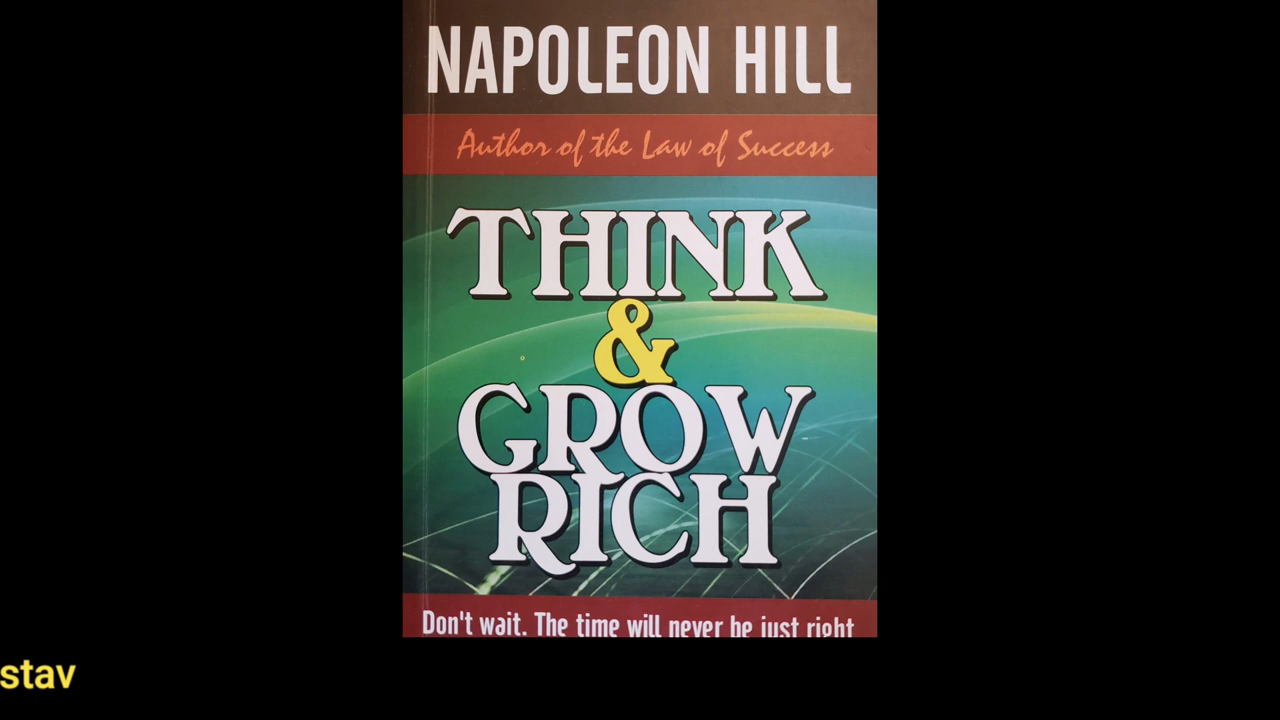 NAPOLEON HILL
Author of the Law of Success
THINK
&
GROW
RICH
Don't wait. The time will never be just right
stav